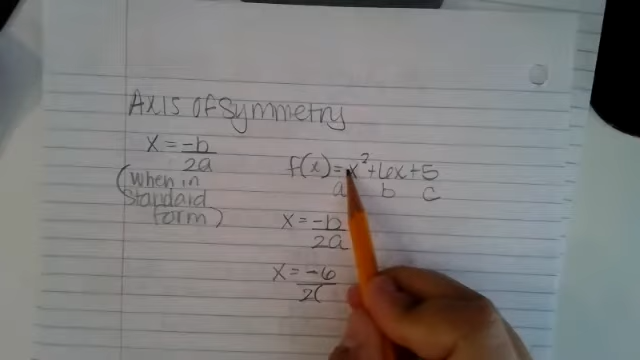 Axis of Symmetry
x = -b/2a
(when in
standard
form)
f(x) = x²+6x+5
a b c
x = -b/2a
x = -6/2(